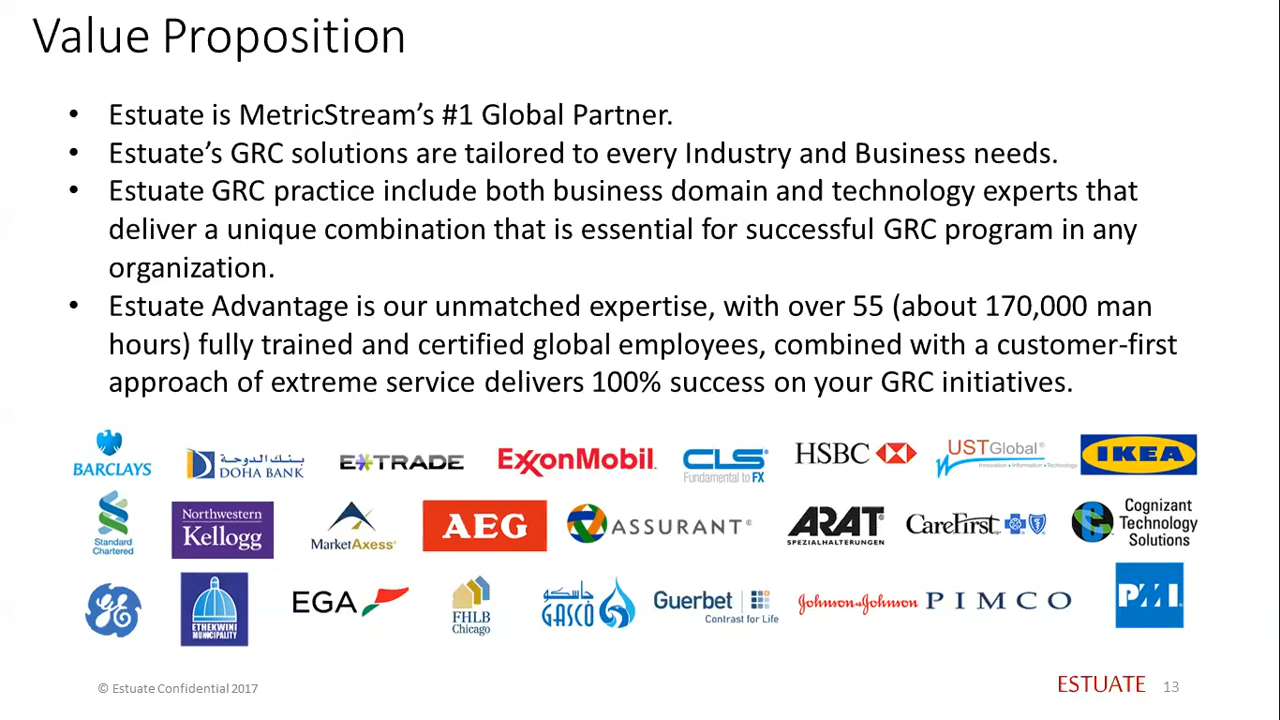 Value Proposition
• Estuate is MetricStream’s #1 Global Partner.
• Estuate’s GRC solutions are tailored to every Industry and Business needs.
• Estuate GRC practice include both business domain and technology experts that
deliver a unique combination that is essential for successful GRC program in any
organization.
• Estuate Advantage is our unmatched expertise, with over 55 (about 170,000 man
hours) fully trained and certified global employees, combined with a customer-first
approach of extreme service delivers 100% success on your GRC initiatives.
BARCLAYS
بنك الدوحة
DOHA BANK
E*TRADE
ExxonMobil
CLS
Fundamental to FX
HSBC
USTGlobal®
Innovation • Information • Technology
IKEA
Standard
Chartered
Northwestern
Kellogg
MarketAxess®
AEG
ASSURANT®
ARAT
SPEZIALHALTERUNGEN
CareFirst
Cognizant
Technology
Solutions
GE
ETHEKWINI
MUNICIPALITY
EGA
FHLB
Chicago
جاسكو
GASCO
Guerbet
Contrast for Life
Johnson & Johnson
PIMCO
PMI
© Estuate Confidential 2017
ESTUATE 13